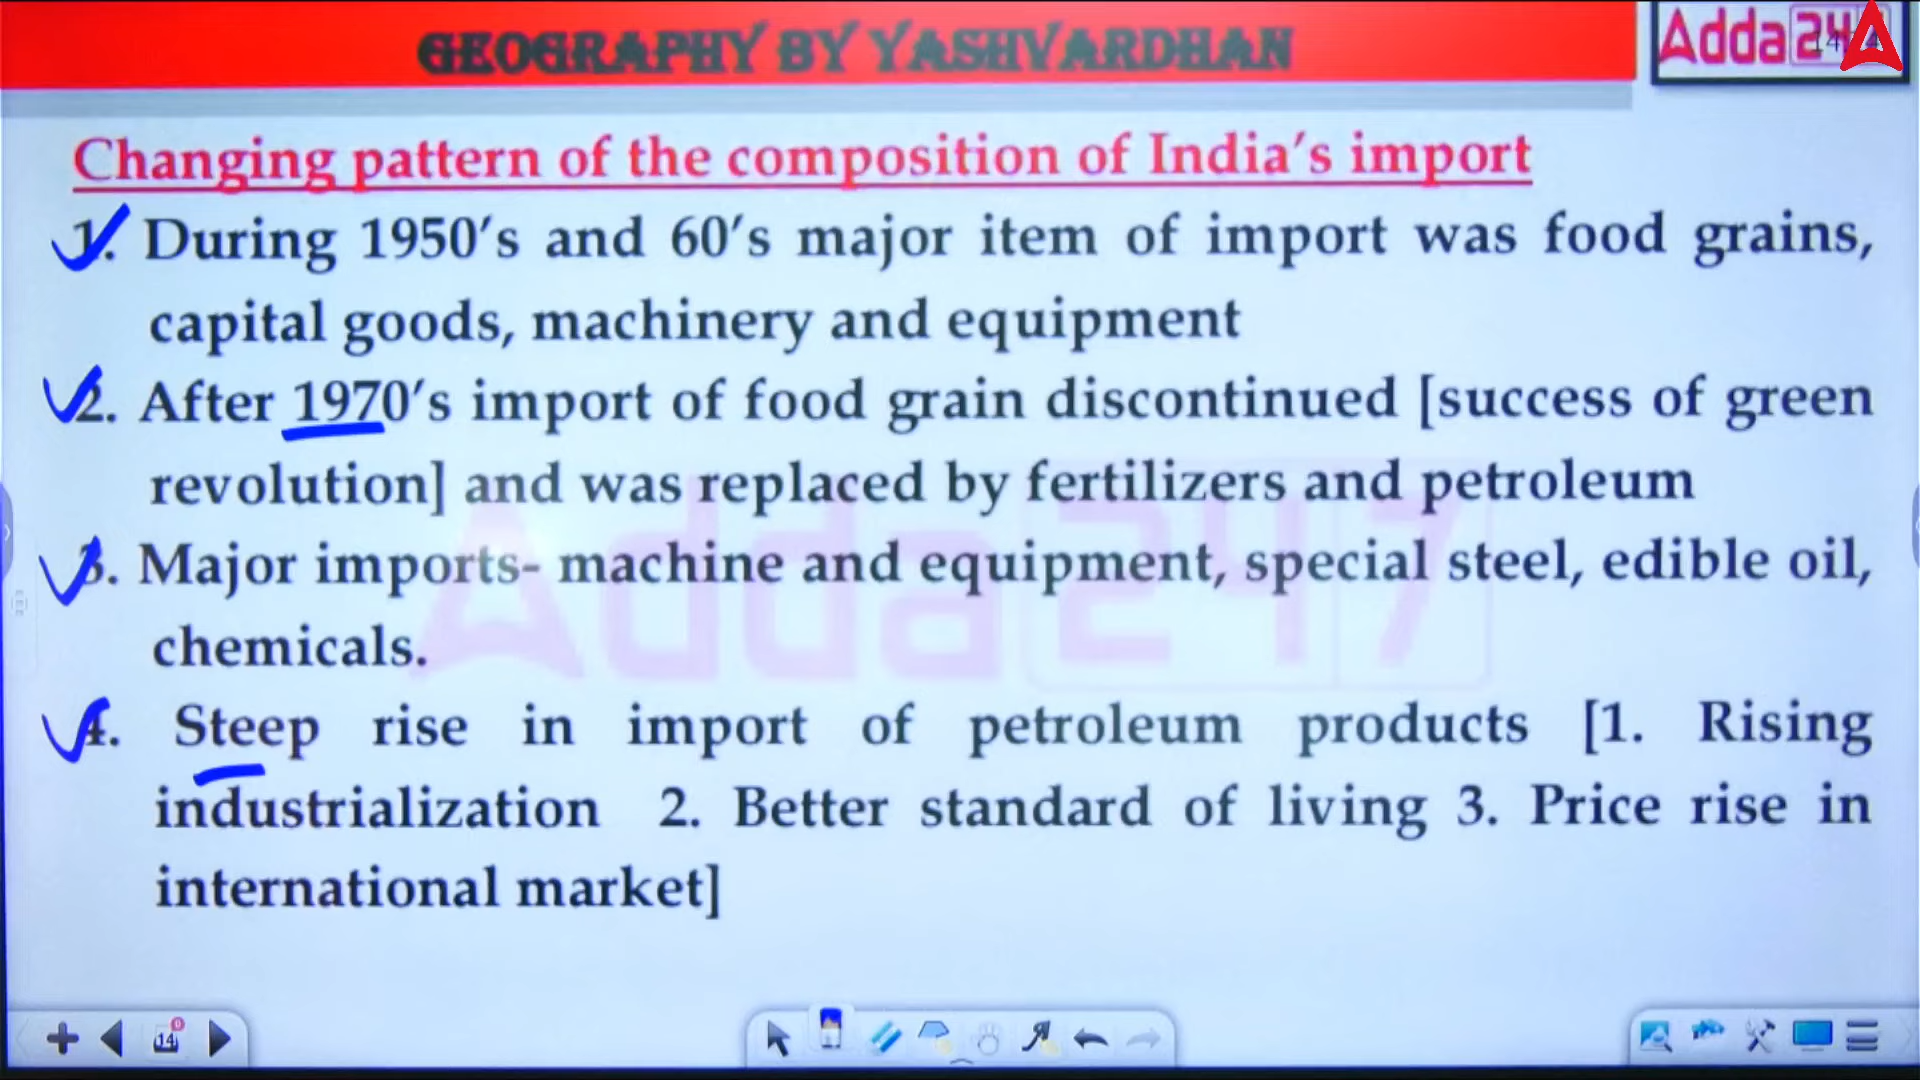 GEOGRAPHY BY YASHVARDHAN
Adda24
Changing pattern of the composition of India's import
1. During 1950's and 60's major item of import was food grains,
capital goods, machinery and equipment
2. After 1970's import of food grain discontinued [success of green
revolution] and was replaced by fertilizers and petroleum
3. Major imports- machine and equipment, special steel, edible oil,
chemicals.
4. Steep rise in import of petroleum products [1. Rising
industrialization 2. Better standard of living 3. Price rise in
international market]
Adda247
14
0